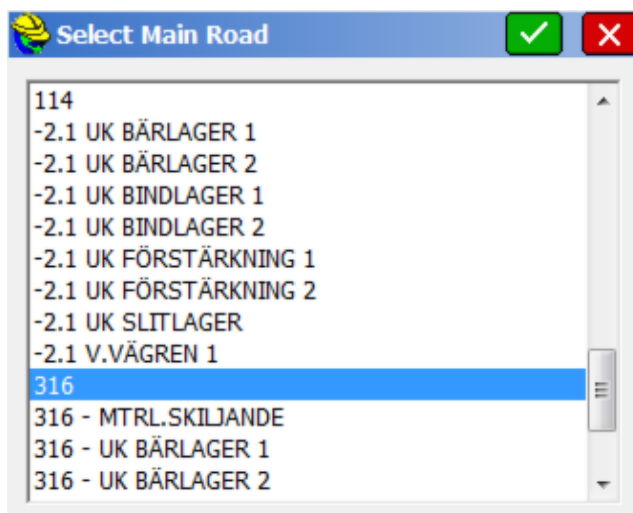 Select Main Road
114
-2.1 UK BÄRLAGER 1
-2.1 UK BÄRLAGER 2
-2.1 UK BINDLAGER 1
-2.1 UK BINDLAGER 2
-2.1 UK FÖRSTÄRKNING 1
-2.1 UK FÖRSTÄRKNING 2
-2.1 UK SLITLAGER
-2.1 V.VÄGREN 1
316
316 - MTRL.SKILJANDE
316 - UK BÄRLAGER 1
316 - UK BÄRLAGER 2